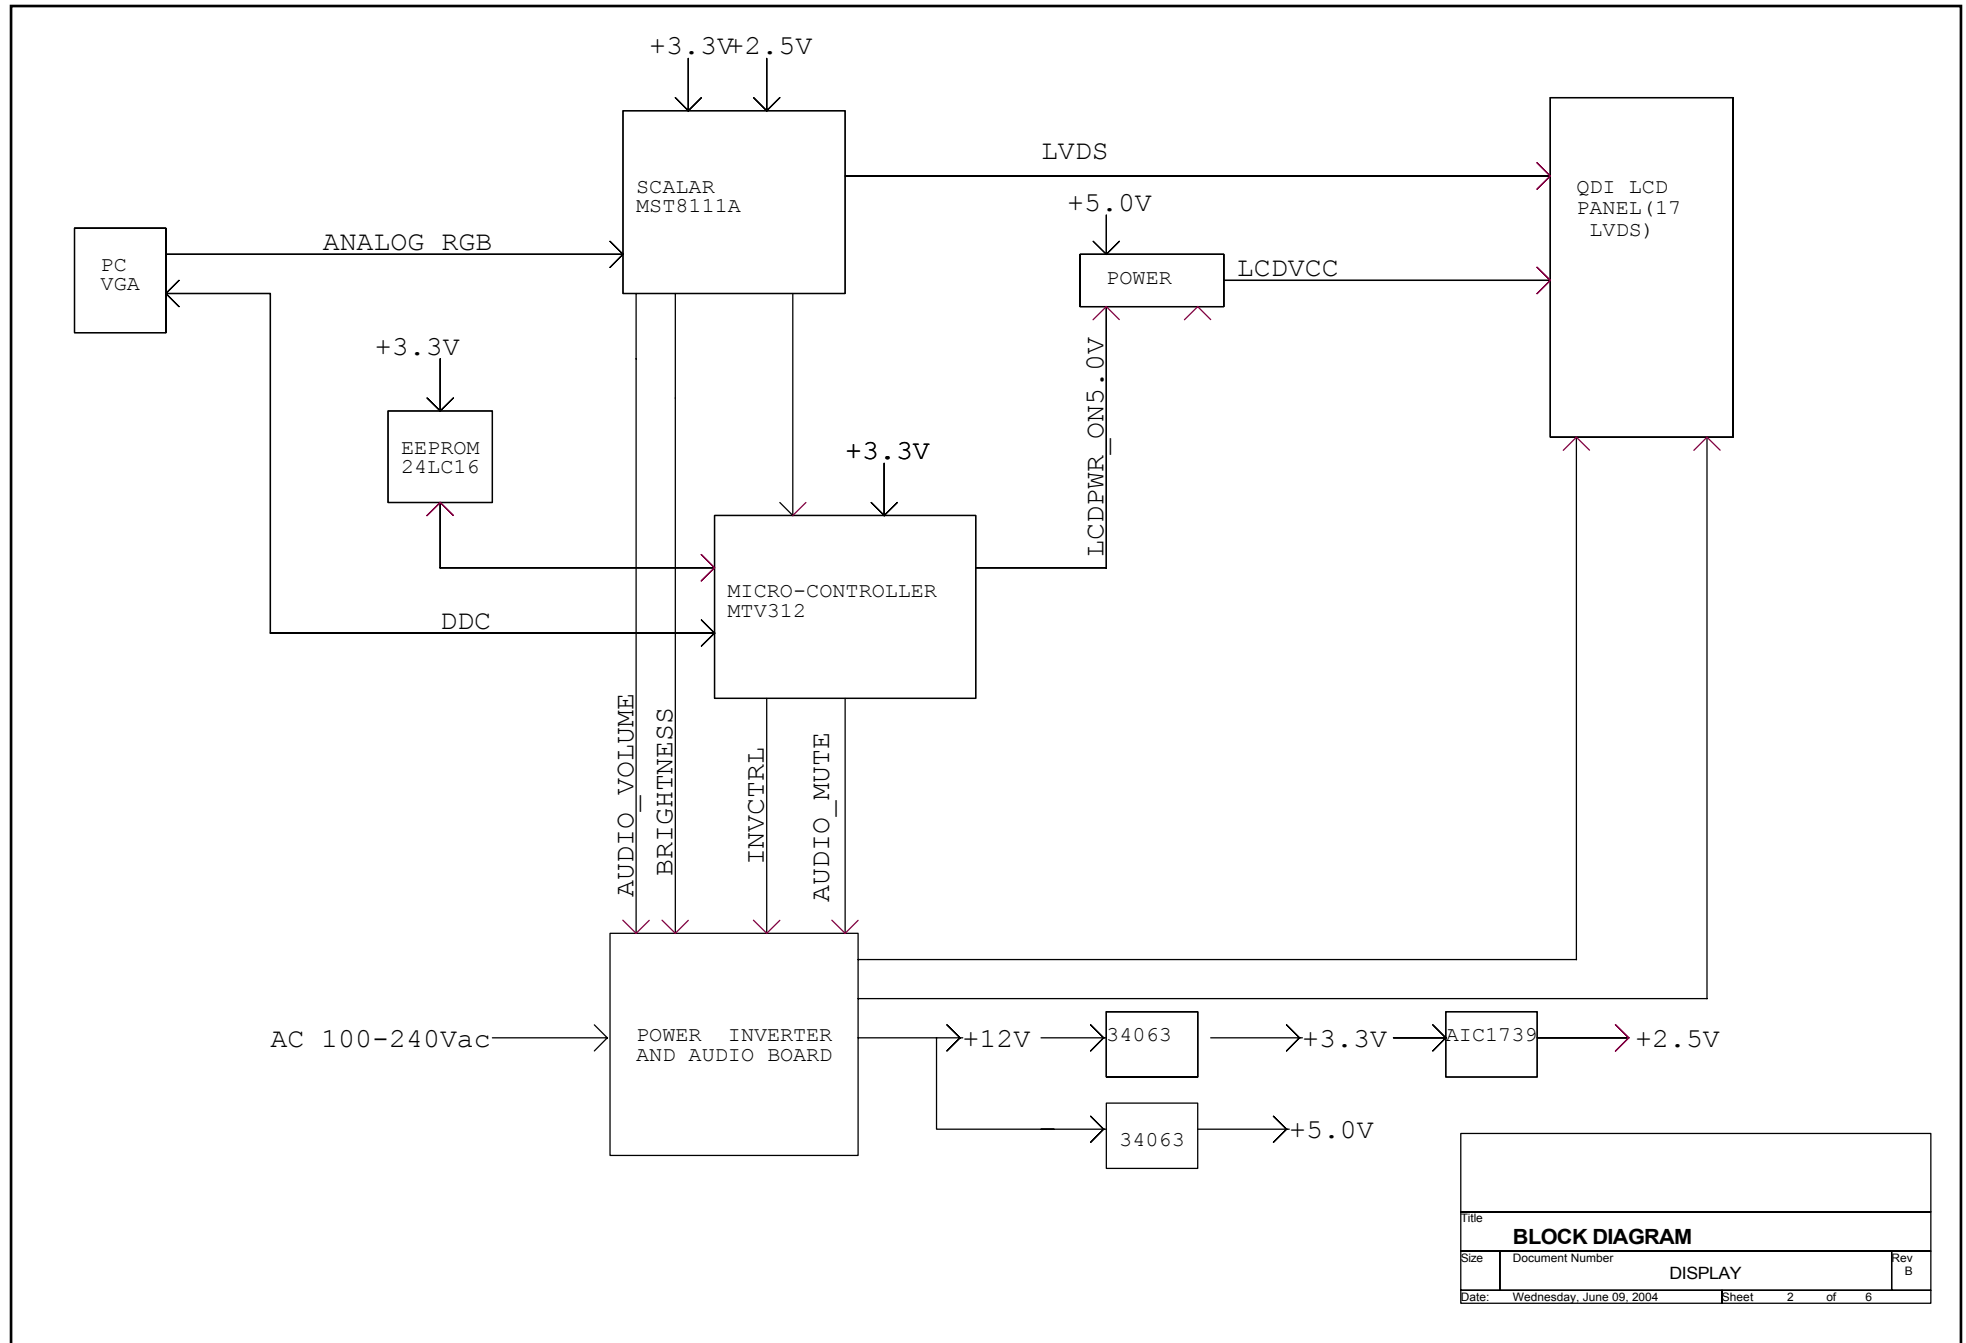 +3.3V+2.5V
SCALAR
MST8111A
LVDS
QDI LCD
PANEL(17
LVDS)
+5.0V
ANALOG RGB
PC
VGA
POWER
LCDVCC
+3.3V
EEPROM
24LC16
+3.3V
LCDPWR_ON5.0V
MICRO-CONTROLLER
MTV312
DDC
AUDIO_VOLUME
BRIGHTNESS
INVCTRL
AUDIO_MUTE
AC 100-240Vac
POWER INVERTER
AND AUDIO BOARD
+12V
34063
+3.3V
AIC1739
+2.5V
34063
+5.0V
Title
BLOCK DIAGRAM
Size
Document Number
Rev
DISPLAY
B
Date: Wednesday, June 09, 2004 Sheet 2 of 6